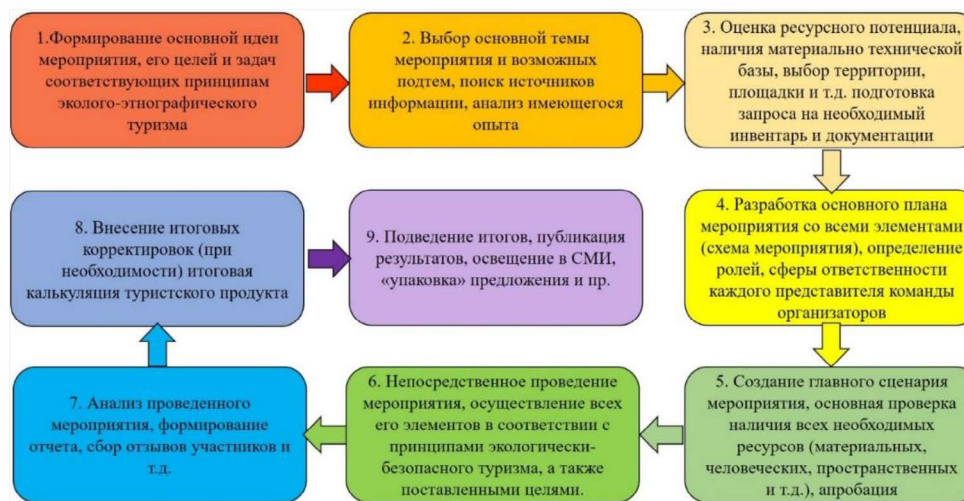 1.Формирование основной идеи
мероприятия, его целей и задач
соответствующих принципам
эколого-этнографического
туризма
2. Выбор основной темы
мероприятия и возможных
подтем, поиск источников
информации, анализ имеющегося
опыта
3. Оценка ресурсного потенциала,
наличия материально технической
базы, выбор территории,
площадки и т.д. подготовка
запроса на необходимый
инвентарь и документации
4. Разработка основного плана
мероприятия со всеми элементами
(схема мероприятия), определение
ролей, сферы ответственности
каждого представителя команды
организаторов
5. Создание главного сценария
мероприятия, основная проверка
наличия всех необходимых
ресурсов (материальных,
человеческих, пространственных
и т.д.), апробация
6. Непосредственное проведение
мероприятия, осуществление всех
его элементов в соответствии с
принципами экологически-
безопасного туризма, а также
поставленными целями.
7. Анализ проведенного
мероприятия, формирование
отчета, сбор отзывов участников и
т.д.
8. Внесение итоговых
корректировок (при
необходимости) итоговая
калькуляция туристского продукта
9. Подведение итогов, публикация
результатов, освещение в СМИ,
«упаковка» предложения и пр.